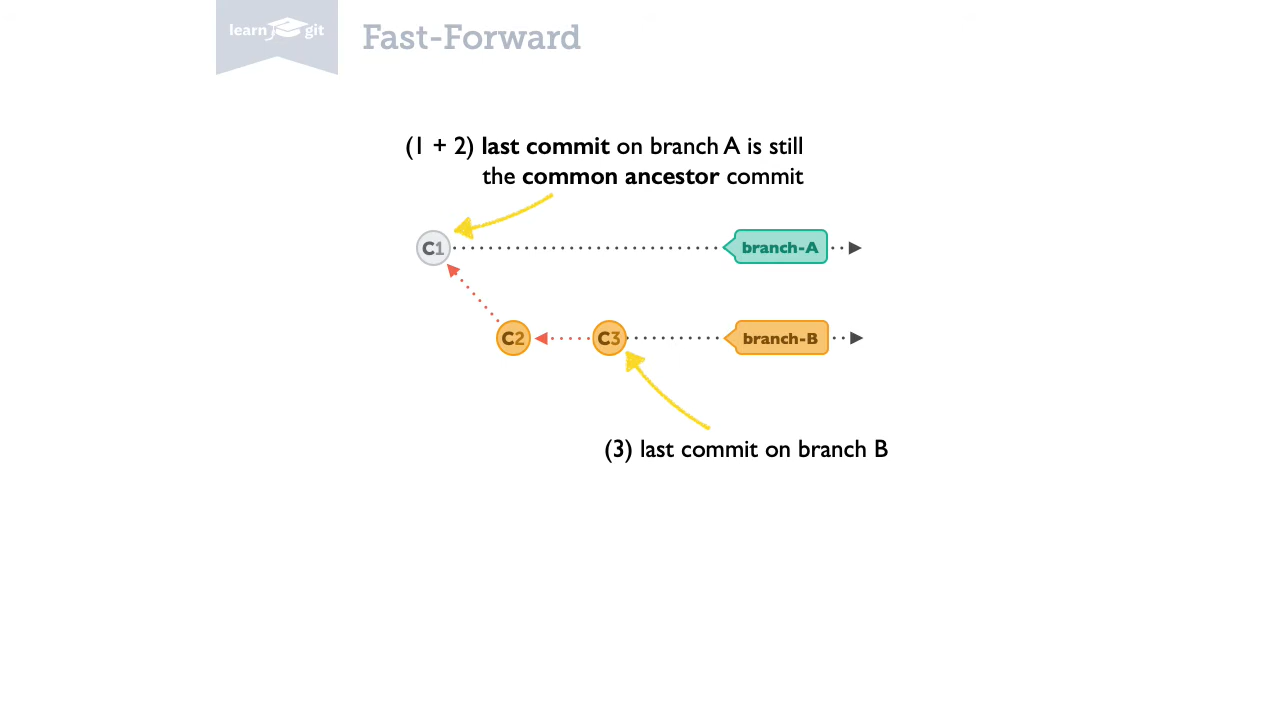 learn git
Fast-Forward
(1 + 2) last commit on branch A is still
the common ancestor commit
C1
branch-A
C2
C3
branch-B
(3) last commit on branch B